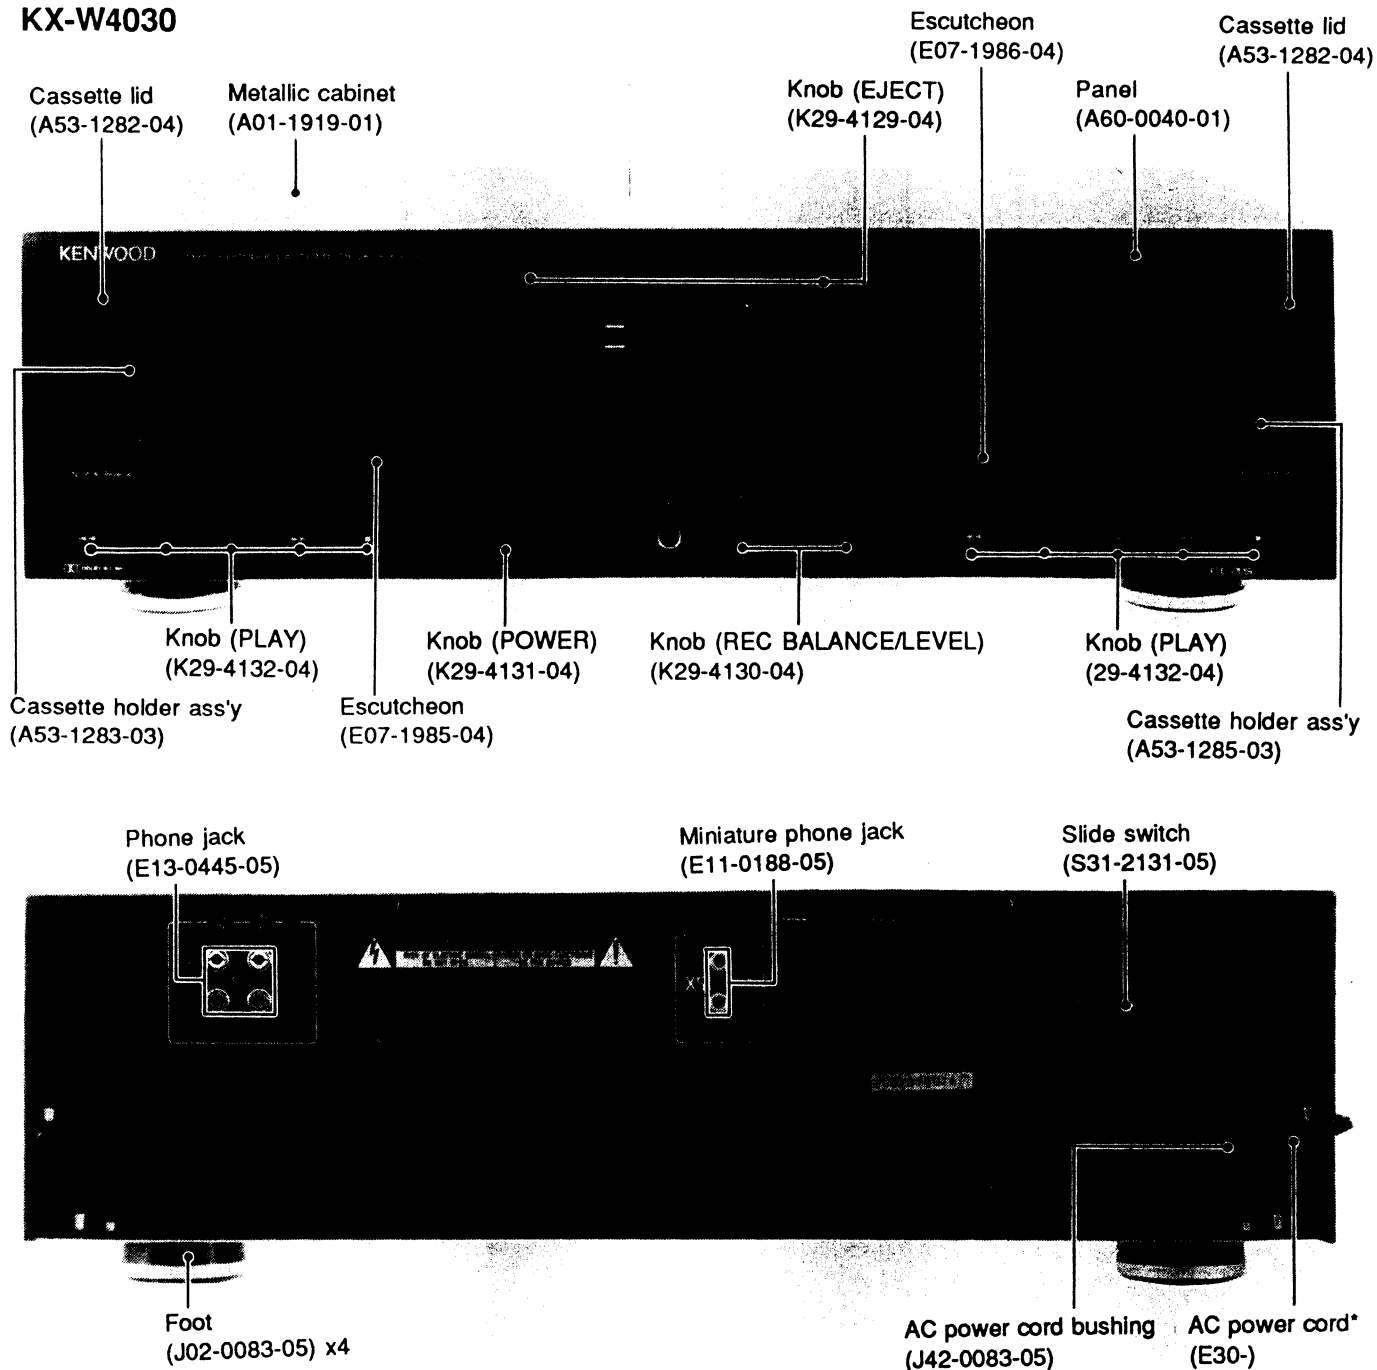 KX-W4030
Escutcheon
(E07-1986-04)
Cassette lid
(A53-1282-04)
Cassette lid
(A53-1282-04)
Metallic cabinet
(A01-1919-01)
Knob (EJECT)
(K29-4129-04)
Panel
(A60-0040-01)
KENWOOD
Knob (PLAY)
(K29-4132-04)
Knob (POWER)
(K29-4131-04)
Knob (REC BALANCE/LEVEL)
(K29-4130-04)
Knob (PLAY)
(29-4132-04)
Cassette holder ass'y
(A53-1283-03)
Escutcheon
(E07-1985-04)
Cassette holder ass'y
(A53-1285-03)
Phone jack
(E13-0445-05)
Miniature phone jack
(E11-0188-05)
Slide switch
(S31-2131-05)
Foot
(J02-0083-05) x4
AC power cord bushing
(J42-0083-05)
AC power cord*
(E30-)